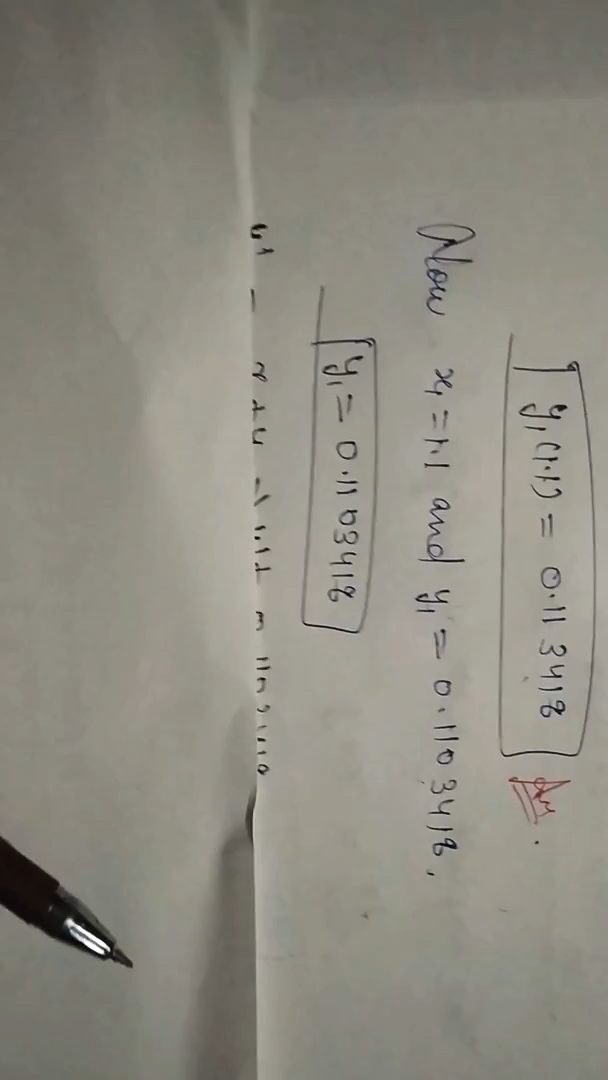 y₁(1.1) = 0.113418 Ans.
Now x₁ = 1.1 and y₁ = 0.1103418,
y₁ = 0.1103418